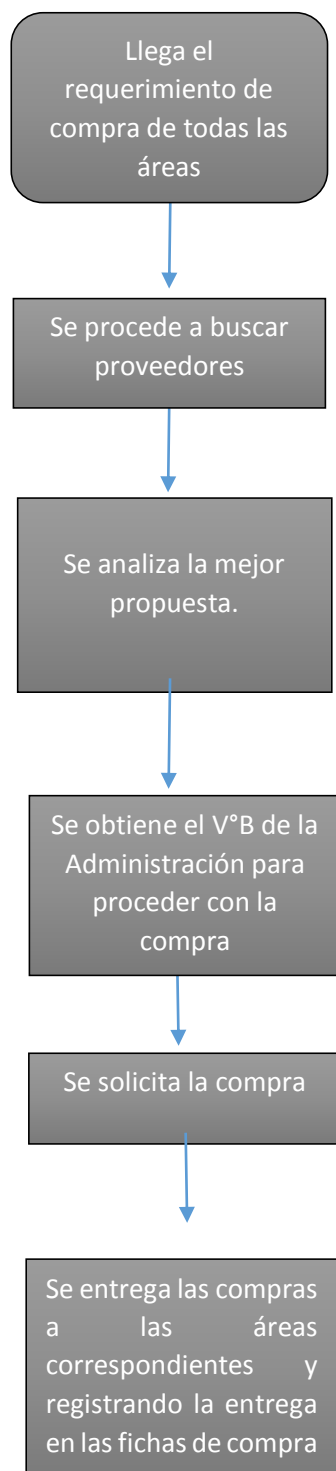 Llega el
requerimiento de
compra de todas las
áreas
Se procede a buscar
proveedores
Se analiza la mejor
propuesta.
Se obtiene el V°B de la
Administración para
proceder con la
compra
Se solicita la compra
Se entrega las compras
a las áreas
correspondientes y
registrando la entrega
en las fichas de compra